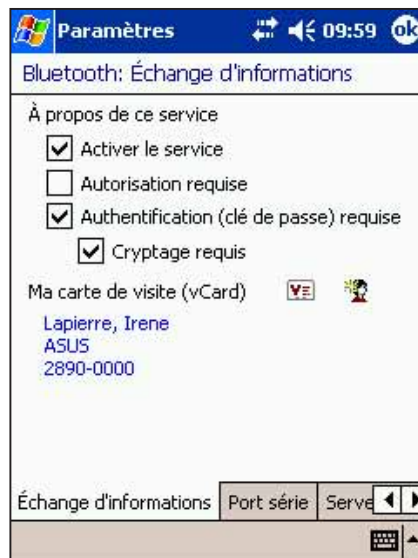 Paramètres 09:59 ok
Bluetooth: Échange d'informations
À propos de ce service
Activer le service
Autorisation requise
Authentification (clé de passe) requise
Cryptage requis
Ma carte de visite (vCard)
Lapierre, Irene
ASUS
2890-0000
Échange d'informations Port série Serve